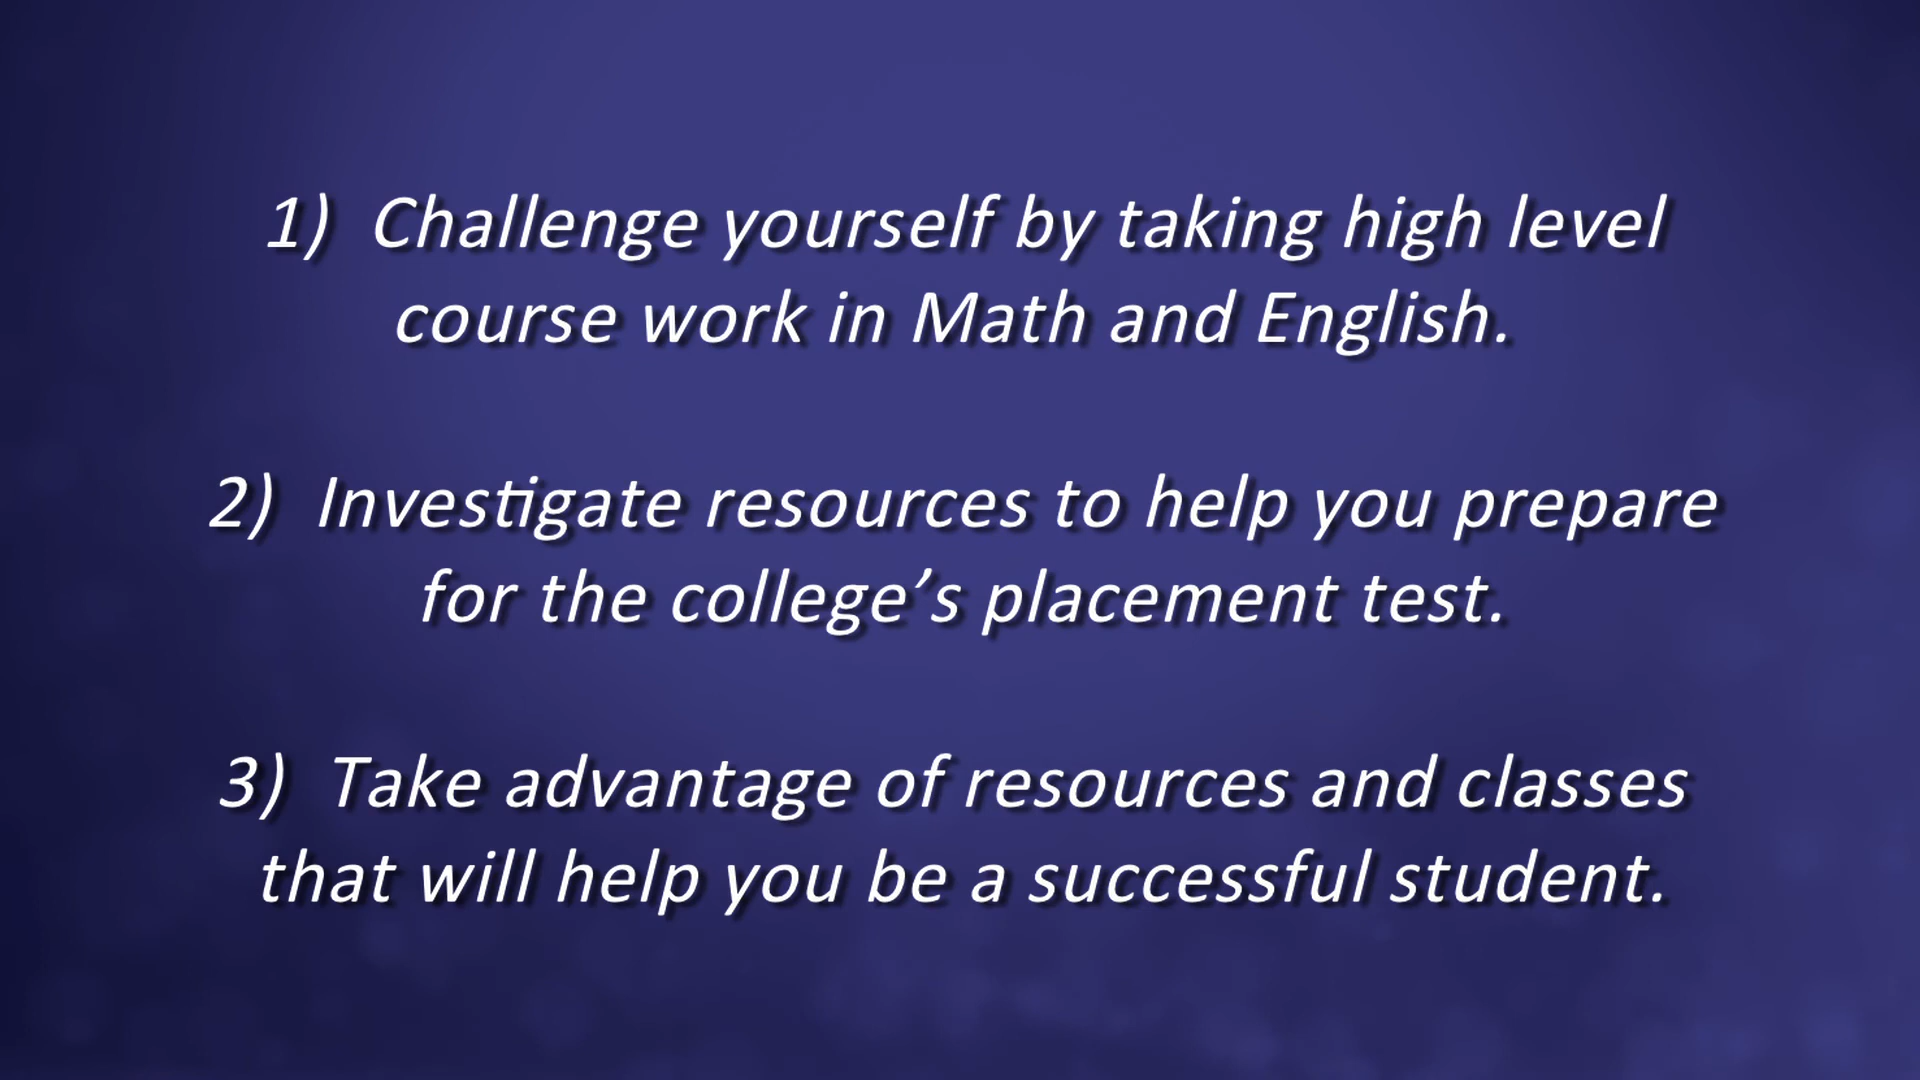 1) Challenge yourself by taking high level
course work in Math and English.
2) Investigate resources to help you prepare
for the college’s placement test.
3) Take advantage of resources and classes
that will help you be a successful student.